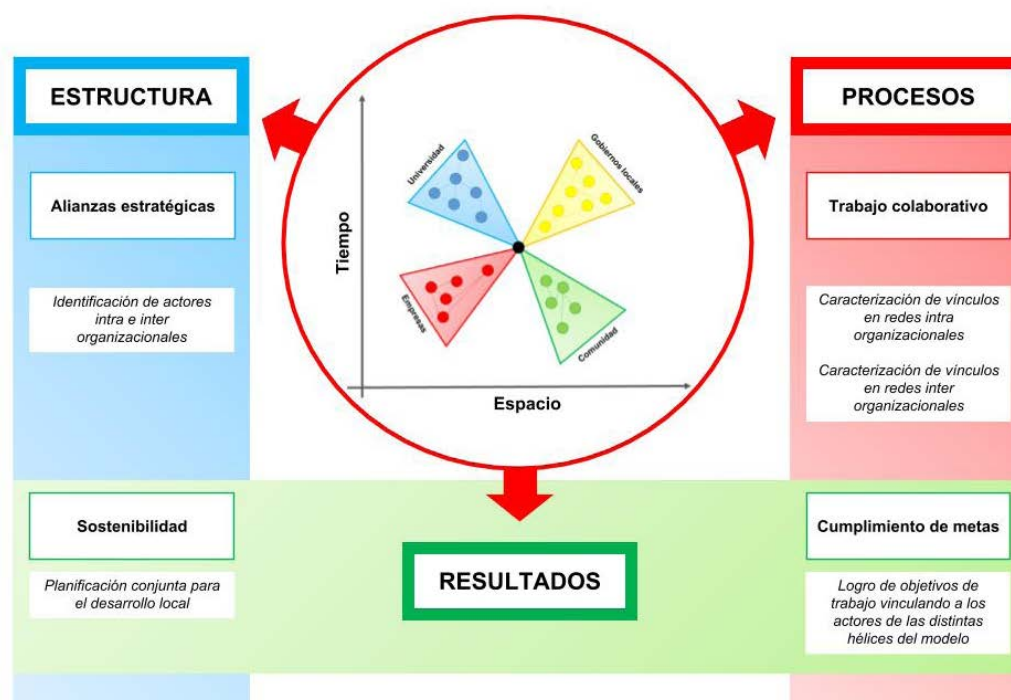 ESTRUCTURA
Alianzas estratégicas
Identificación de actores
intra e inter
organizacionales
Tiempo
Universidad
Gobiernos locales
Empresas
Comunidad
Espacio
PROCESOS
Trabajo colaborativo
Caracterización de vínculos
en redes intra
organizacionales
Caracterización de vínculos
en redes inter
organizacionales
Sostenibilidad
Planificación conjunta para
el desarrollo local
RESULTADOS
Cumplimiento de metas
Logro de objetivos de
trabajo vinculando a los
actores de las distintas
hélices del modelo